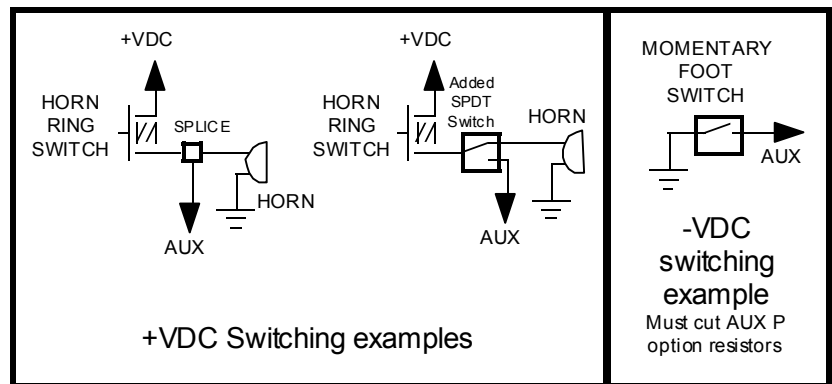 +VDC
HORN
RING
SWITCH
SPLICE
HORN
AUX
+VDC
Added
SPDT
Switch
HORN
RING
SWITCH
HORN
AUX
+VDC Switching examples
MOMENTARY
FOOT
SWITCH
AUX
-VDC
switching
example
Must cut AUX P
option resistors